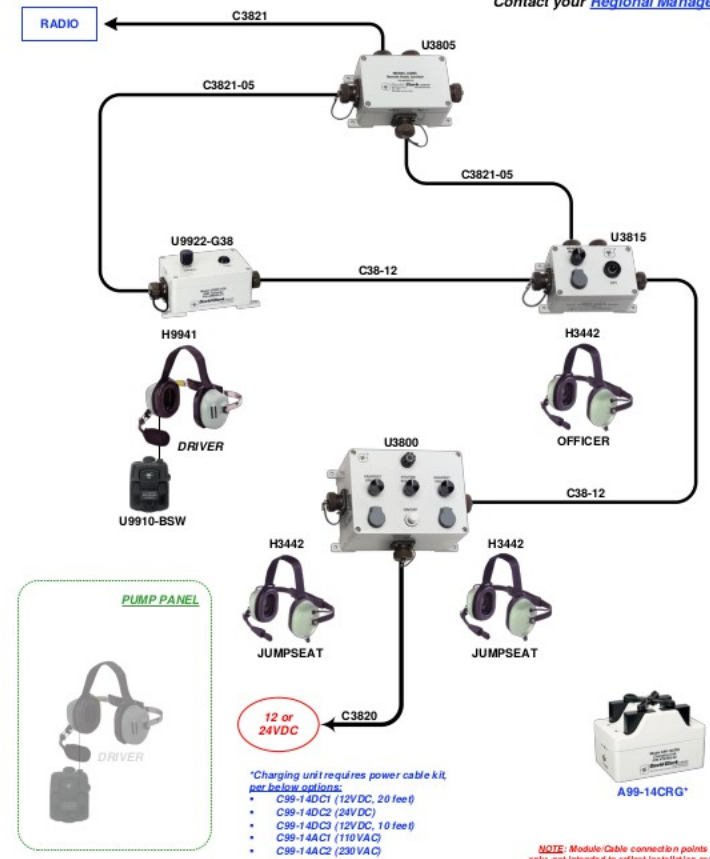 Contact your Regional Manage
C3821
RADIO
U3805
C3821-05
C3821-05
U9922-G38
U3815
C38-12
H9941
H3442
DRIVER
OFFICER
U3800
C38-12
U9910-BSW
H3442
H3442
PUMP PANEL
JUMPSEAT
JUMPSEAT
12 or
24VDC
C3820
DRIVER
*Charging unit requires power cable kit,
per below options:
• C99-14DC1 (12VDC, 20 feet)
• C99-14DC2 (24VDC)
• C99-14DC3 (12VDC, 10 feet)
• C99-14AC1 (110VAC)
• C99-14AC2 (230VAC)
A99-14CRG*
NOTE: Module/Cable connection points